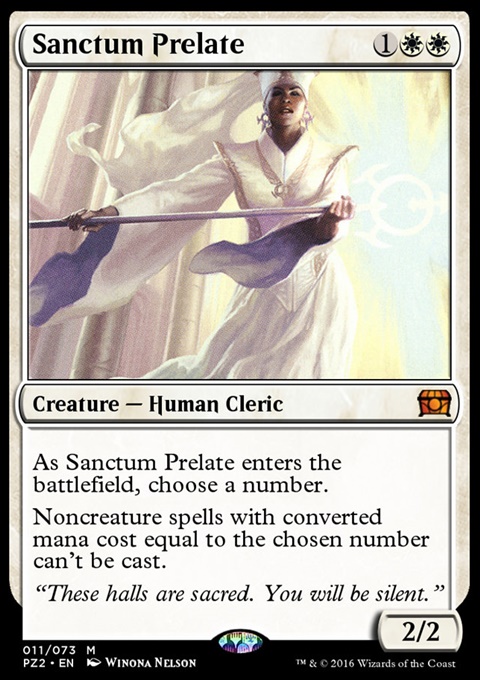 Sanctum Prelate 1
Creature — Human Cleric
As Sanctum Prelate enters the
battlefield, choose a number.
Noncreature spells with converted
mana cost equal to the chosen number
can't be cast.
“These halls are sacred. You will be silent.”
2/2
011/073 M
PZ2 • EN Winona Nelson
™ & © 2016 Wizards of the Coast